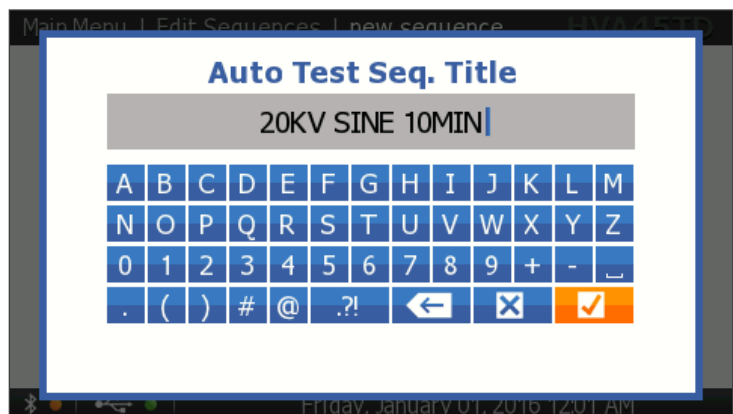 Main Menu | Edit Sequences | new sequence HVA45TD
Auto Test Seq. Title
20KV SINE 10MIN
A B C D E F G H I J K L M
N O P Q R S T U V W X Y Z
0 1 2 3 4 5 6 7 8 9 + - ⎵
. ( ) # @ .?!
Friday, January 01, 2016 12:01 AM